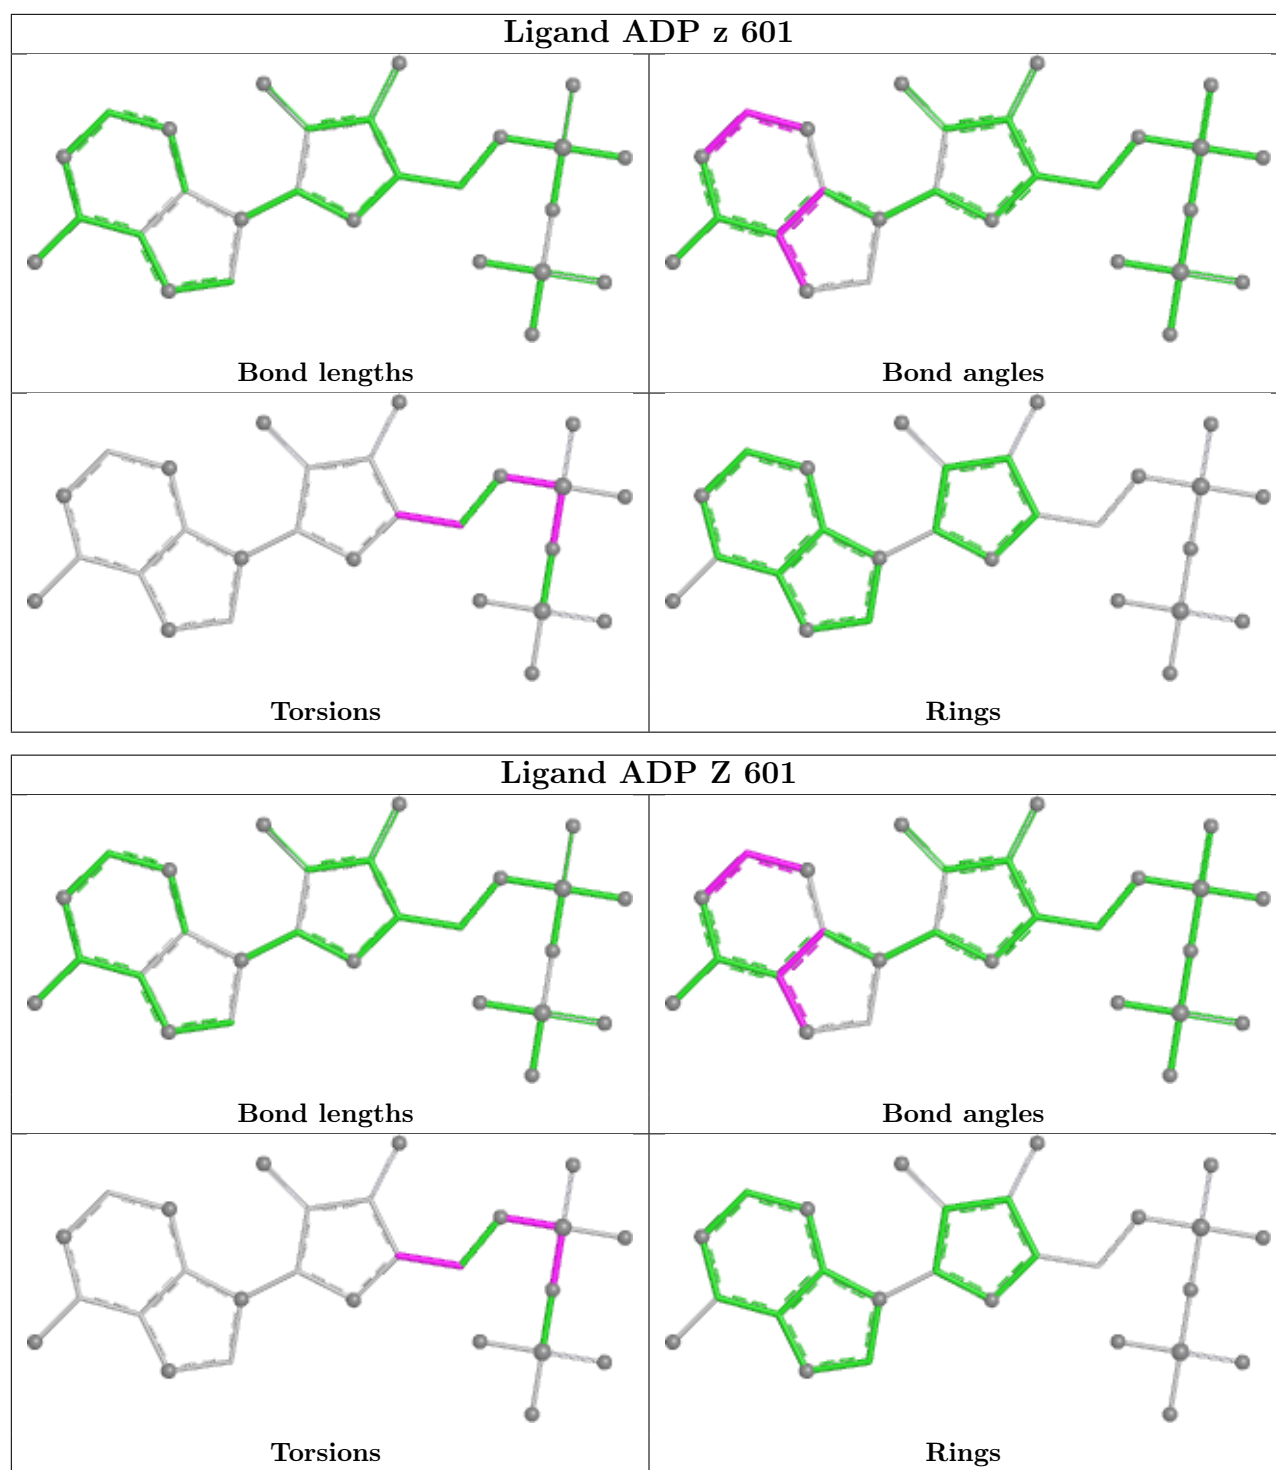 Ligand ADP z 601
Bond lengths
Bond angles
Torsions
Rings
Ligand ADP Z 601
Bond lengths
Bond angles
Torsions
Rings